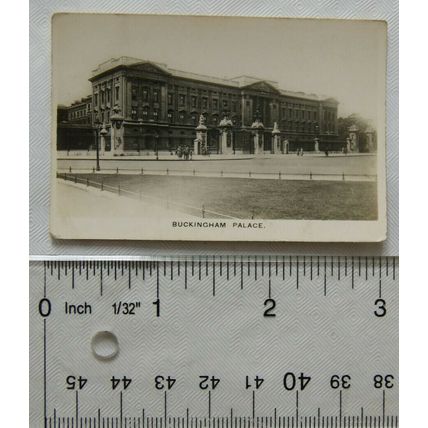 BUCKINGHAM PALACE.
0 Inch 1/32" 1 2 3
45 44 43 42 41 40 39 38